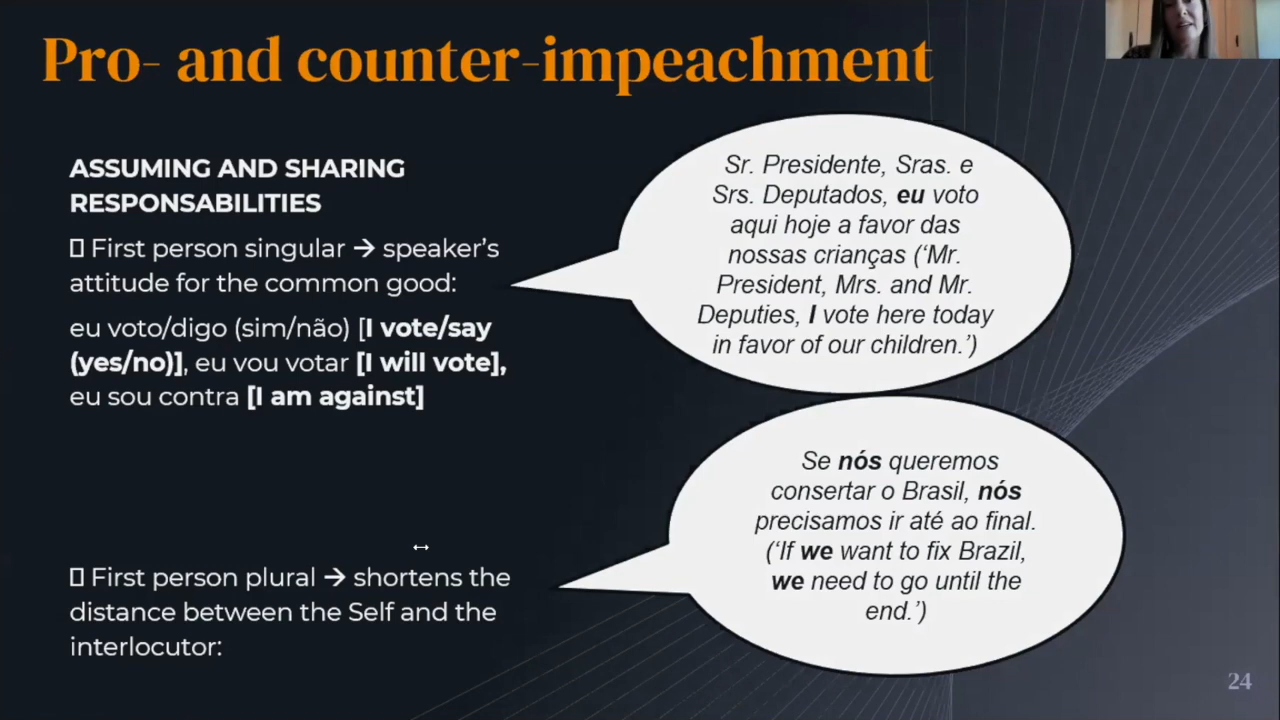 Pro- and counter-impeachment
ASSUMING AND SHARING
RESPONSABILITIES
▯ First person singular → speaker’s
attitude for the common good:
eu voto/digo (sim/não) [I vote/say
(yes/no)], eu vou votar [I will vote],
eu sou contra [I am against]
Sr. Presidente, Sras. e
Srs. Deputados, eu voto
aqui hoje a favor das
nossas crianças (‘Mr.
President, Mrs. and Mr.
Deputies, I vote here today
in favor of our children.’)
▯ First person plural → shortens the
distance between the Self and the
interlocutor:
Se nós queremos
consertar o Brasil, nós
precisamos ir até ao final.
(‘If we want to fix Brazil,
we need to go until the
end.’)
24